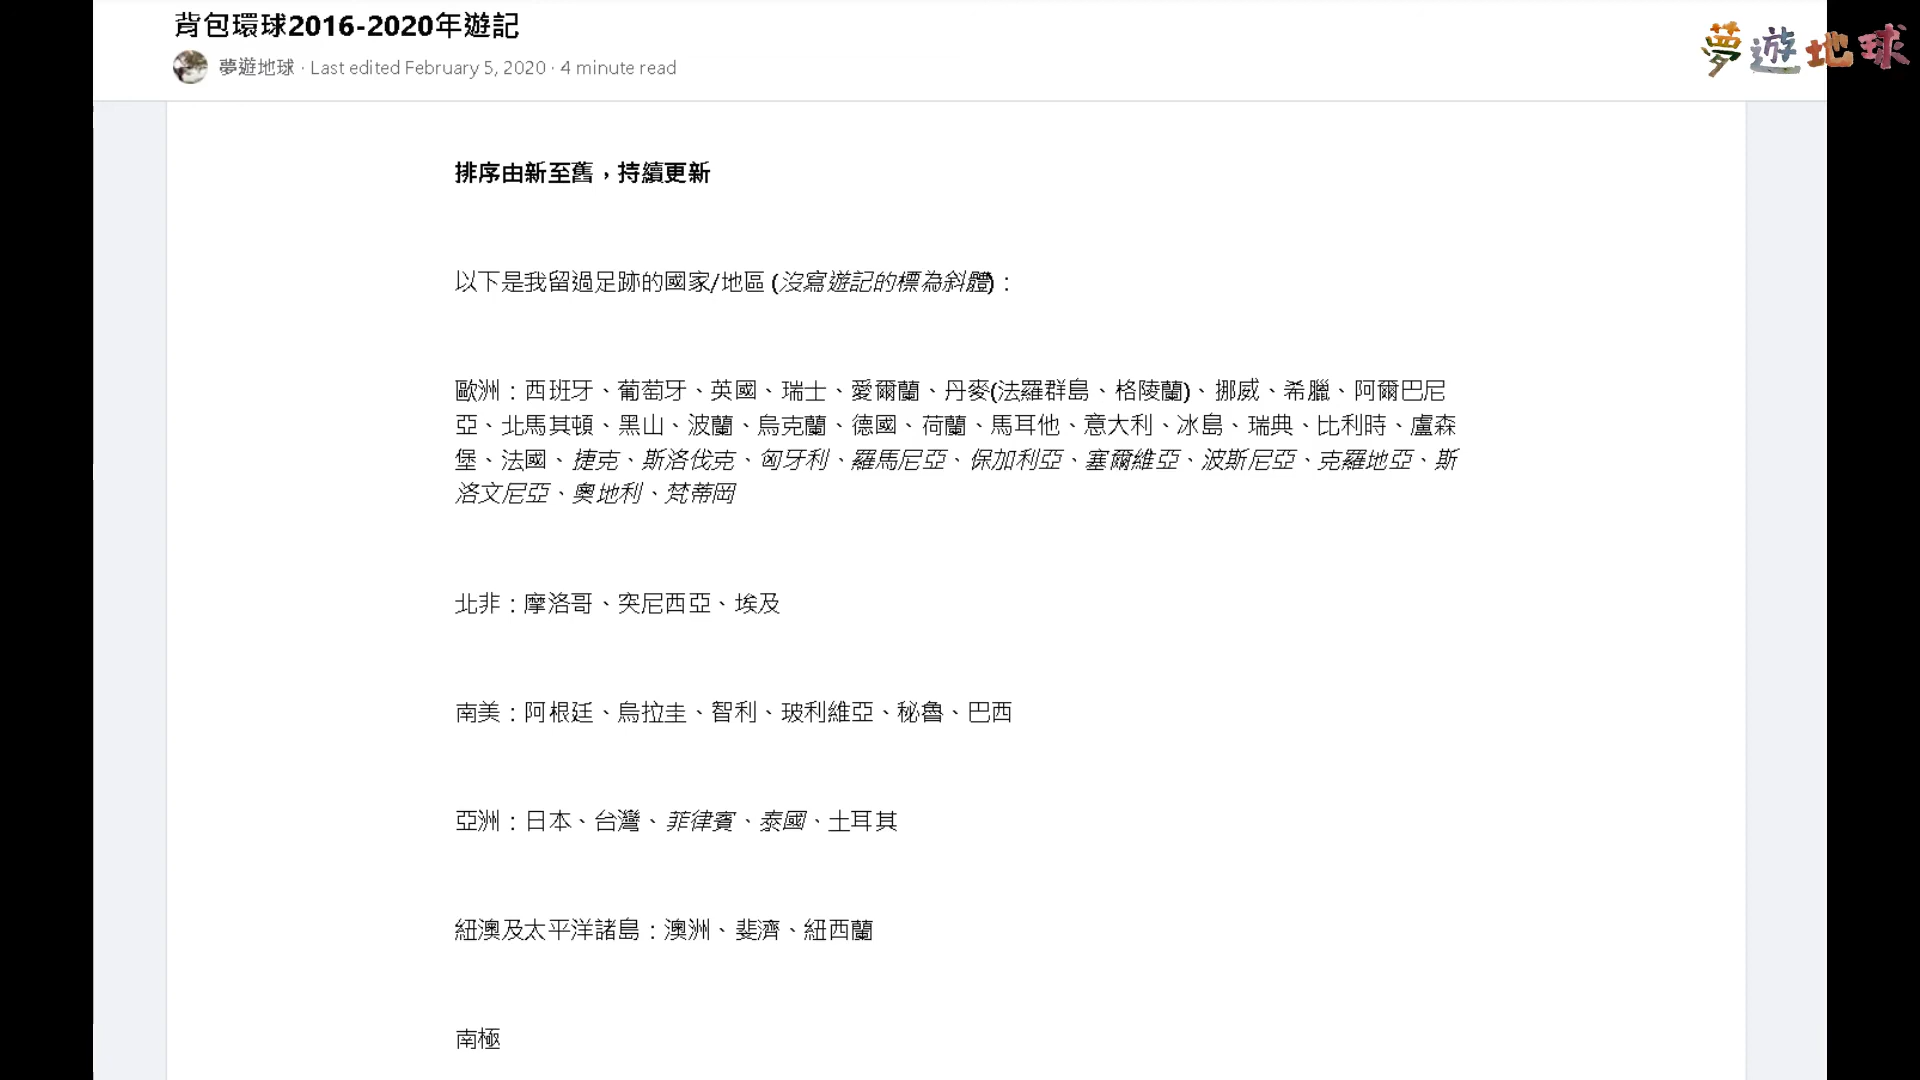 背包環球2016-2020年遊記
夢遊地球 · Last edited February 5, 2020 · 4 minute read
夢遊地球
排序由新至舊，持續更新
以下是我留過足跡的國家/地區 (沒寫遊記的標為斜體)：
歐洲：西班牙、葡萄牙、英國、瑞士、愛爾蘭、丹麥(法羅群島、格陵蘭)、挪威、希臘、阿爾巴尼
亞、北馬其頓、黑山、波蘭、烏克蘭、德國、荷蘭、馬耳他、意大利、冰島、瑞典、比利時、盧森
堡、法國、捷克、斯洛伐克、匈牙利、羅馬尼亞、保加利亞、塞爾維亞、波斯尼亞、克羅地亞、斯
洛文尼亞、奧地利、梵蒂岡
北非：摩洛哥、突尼西亞、埃及
南美：阿根廷、烏拉圭、智利、玻利維亞、秘魯、巴西
亞洲：日本、台灣、菲律賓、泰國、土耳其
紐澳及太平洋諸島：澳洲、斐濟、紐西蘭
南極